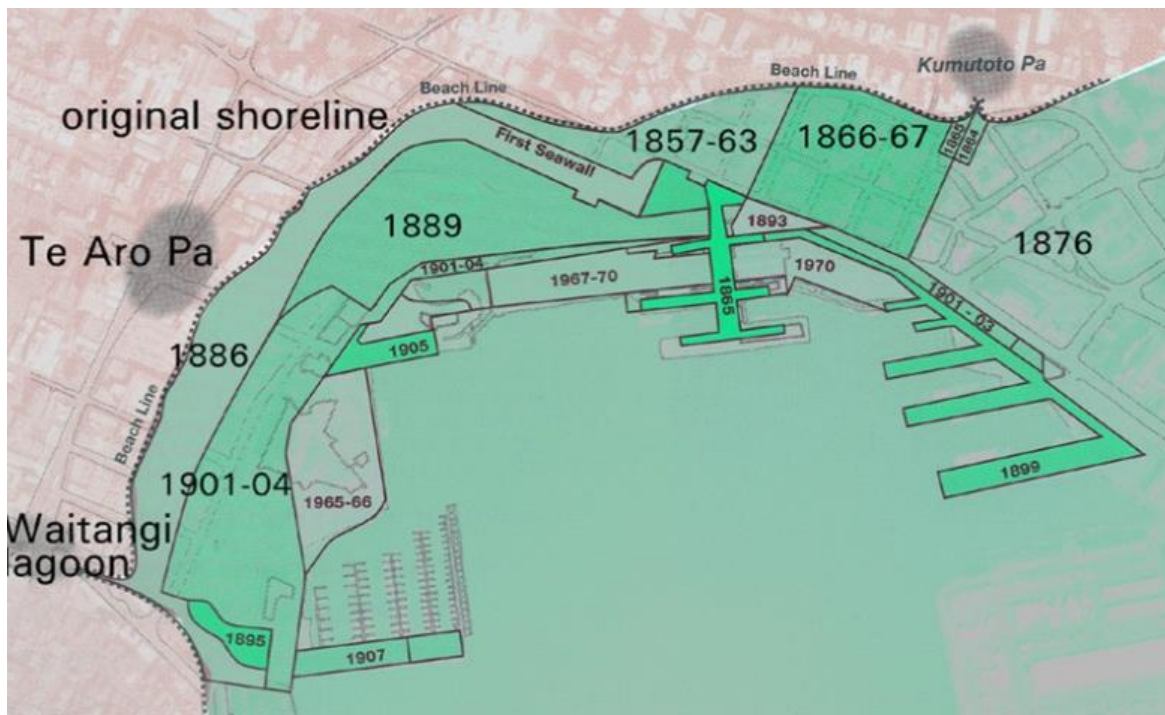 Kumutoto Pa
Beach Line
Beach Line
original shoreline
First Seawall
1857-63
1866-67
1865
1864
1889
1893
1876
Te Aro Pa
1901-04
1967-70
1865
1970
1901 - 03
1886
1905
Beach Line
1901-04
1965-66
1899
Waitangi
lagoon
1895
1907